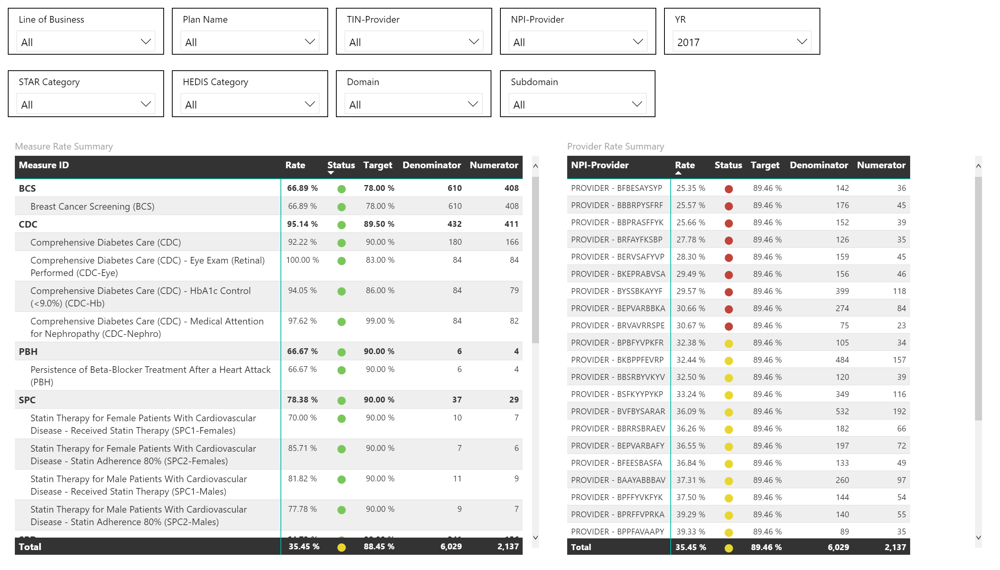 Line of Business
All
Plan Name
All
TIN-Provider
All
NPI-Provider
All
YR
2017
STAR Category
All
HEDIS Category
All
Domain
All
Subdomain
All
Measure Rate Summary
Measure ID Rate Status Target Denominator Numerator
BCS 66.89 % 78.00 % 610 408
Breast Cancer Screening (BCS) 66.89 % 78.00 % 610 408
CDC 95.14 % 89.50 % 432 411
Comprehensive Diabetes Care (CDC) 92.22 % 90.00 % 180 166
Comprehensive Diabetes Care (CDC) - Eye Exam (Retinal) 100.00 % 83.00 % 84 84
Performed (CDC-Eye)
Comprehensive Diabetes Care (CDC) - HbA1c Control 94.05 % 86.00 % 84 79
(<9.0%) (CDC-Hb)
Comprehensive Diabetes Care (CDC) - Medical Attention 97.62 % 99.00 % 84 82
for Nephropathy (CDC-Nephro)
PBH 66.67 % 90.00 % 6 4
Persistence of Beta-Blocker Treatment After a Heart Attack 66.67 % 90.00 % 6 4
(PBH)
SPC 78.38 % 90.00 % 37 29
Statin Therapy for Female Patients With Cardiovascular 70.00 % 90.00 % 10 7
Disease - Received Statin Therapy (SPC1-Females)
Statin Therapy for Female Patients With Cardiovascular 85.71 % 90.00 % 7 6
Disease - Statin Adherence 80% (SPC2-Females)
Statin Therapy for Male Patients With Cardiovascular 81.82 % 90.00 % 11 9
Disease - Received Statin Therapy (SPC1-Males)
Statin Therapy for Male Patients With Cardiovascular 77.78 % 90.00 % 9 7
Disease - Statin Adherence 80% (SPC2-Males)
Total 35.45 % 88.45 % 6,029 2,137
Provider Rate Summary
NPI-Provider Rate Status Target Denominator Numerator
PROVIDER - BFBESAYSYP 25.35 % 89.46 % 142 36
PROVIDER - BBBRPYSFRF 25.57 % 89.46 % 176 45
PROVIDER - BBPRASFFYK 25.66 % 89.46 % 152 39
PROVIDER - BRFAYFKSBP 27.78 % 89.46 % 126 35
PROVIDER - BERVSAFYVP 28.30 % 89.46 % 159 45
PROVIDER - BKEPRABVSA 29.49 % 89.46 % 156 46
PROVIDER - BYSSBKAYYF 29.57 % 89.46 % 399 118
PROVIDER - BEPVARBBKA 30.66 % 89.46 % 274 84
PROVIDER - BRVAVRRSPE 30.67 % 89.46 % 75 23
PROVIDER - BPBFYVPKFR 32.38 % 89.46 % 105 34
PROVIDER - BKBPPFEVRP 32.44 % 89.46 % 484 157
PROVIDER - BBSRBYVKYV 32.50 % 89.46 % 120 39
PROVIDER - BSFKYYPYKP 33.24 % 89.46 % 349 116
PROVIDER - BVFBYSARAR 36.09 % 89.46 % 532 192
PROVIDER - BBRRSBRAEV 36.26 % 89.46 % 182 66
PROVIDER - BEPVARBAFY 36.55 % 89.46 % 197 72
PROVIDER - BFEESBASFA 36.84 % 89.46 % 133 49
PROVIDER - BAAYABBBAV 37.31 % 89.46 % 260 97
PROVIDER - BPFFYVKFYK 37.50 % 89.46 % 144 54
PROVIDER - BPRFFVPRKA 39.29 % 89.46 % 140 55
PROVIDER - BPPFAVAAPY 39.33 % 89.46 % 89 35
Total 35.45 % 89.46 % 6,029 2,137